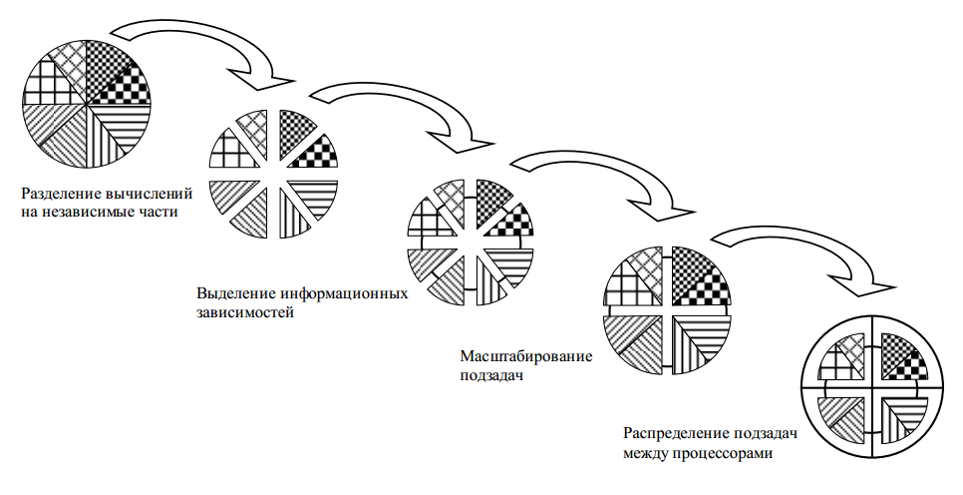 Разделение вычислений
на независимые части
Выделение информационных
зависимостей
Масштабирование
подзадач
Распределение подзадач
между процессорами